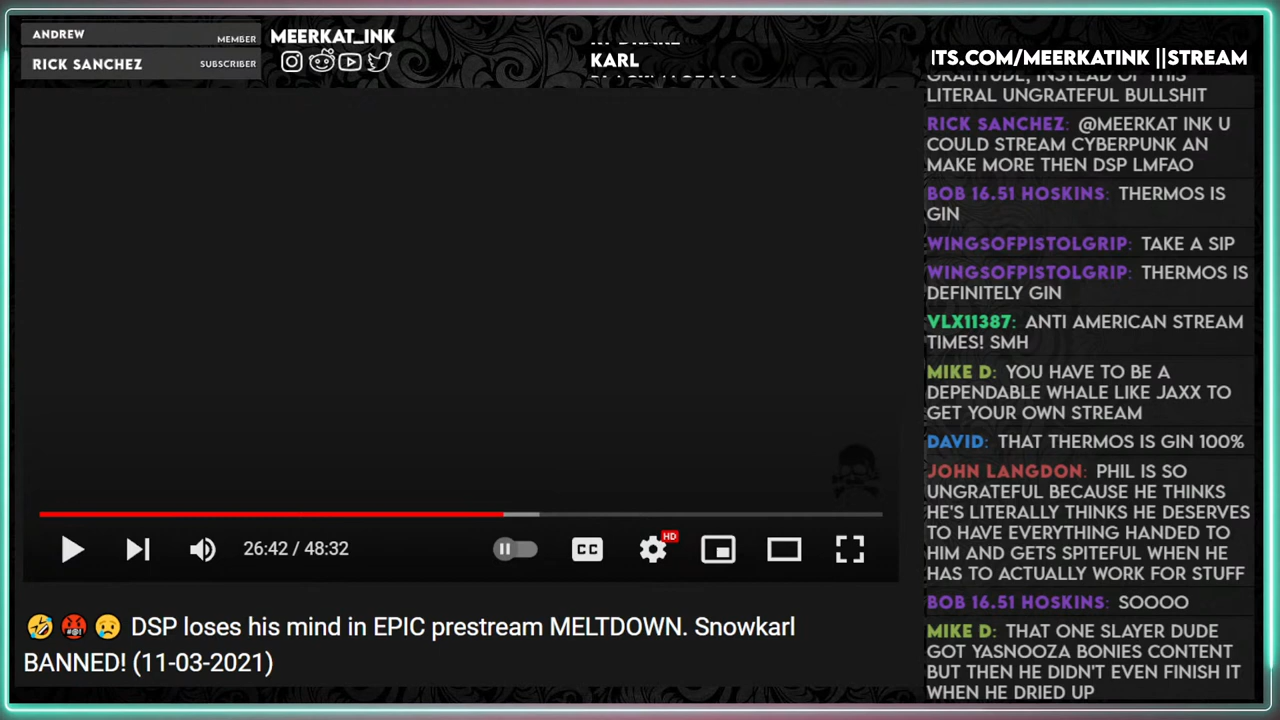 ANDREW
MEMBER
RICK SANCHEZ
SUBSCRIBER
MEERKAT_INK
KARL
ITS.COM/MEERKATINK ||STREAM
GRATITUDE, INSTEAD OF THIS
LITERAL UNGRATEFUL BULLSHIT
RICK SANCHEZ: @MEERKAT INK U
COULD STREAM CYBERPUNK AN
MAKE MORE THEN DSP LMFAO
BOB 16.51 HOSKINS: THERMOS IS
GIN
WINGSOFPISTOLGRIP: TAKE A SIP
WINGSOFPISTOLGRIP: THERMOS IS
DEFINITELY GIN
VLX11387: ANTI AMERICAN STREAM
TIMES! SMH
MIKE D: YOU HAVE TO BE A
DEPENDABLE WHALE LIKE JAXX TO
GET YOUR OWN STREAM
DAVID: THAT THERMOS IS GIN 100%
JOHN LANGDON: PHIL IS SO
UNGRATEFUL BECAUSE HE THINKS
HE'S LITERALLY THINKS HE DESERVES
TO HAVE EVERYTHING HANDED TO
HIM AND GETS SPITEFUL WHEN HE
HAS TO ACTUALLY WORK FOR STUFF
BOB 16.51 HOSKINS: SOOOO
MIKE D: THAT ONE SLAYER DUDE
GOT YASNOOZA BONIES CONTENT
BUT THEN HE DIDN'T EVEN FINISH IT
WHEN HE DRIED UP
26:42 / 48:32
CC
HD
🤣 🤬 😢 DSP loses his mind in EPIC prestream MELTDOWN. Snowkarl
BANNED! (11-03-2021)